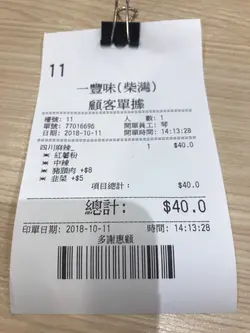 11
一豐味(柴灣)
顧客單據
檯號: 11 人 數: 1
單號: 77016696 開單員工: 琴
日期: 2018-10-11 開單時間: 14:13:28
四川麻辣_ 1 $40.0
※ 紅薯粉
※ 中辣
※ 豬頸肉 +$8
※ 韭菜 +$5
項目總計: $40.0
總計: $40.0
印單日期: 2018-10-11 時間: 14:13:28
多謝惠顧